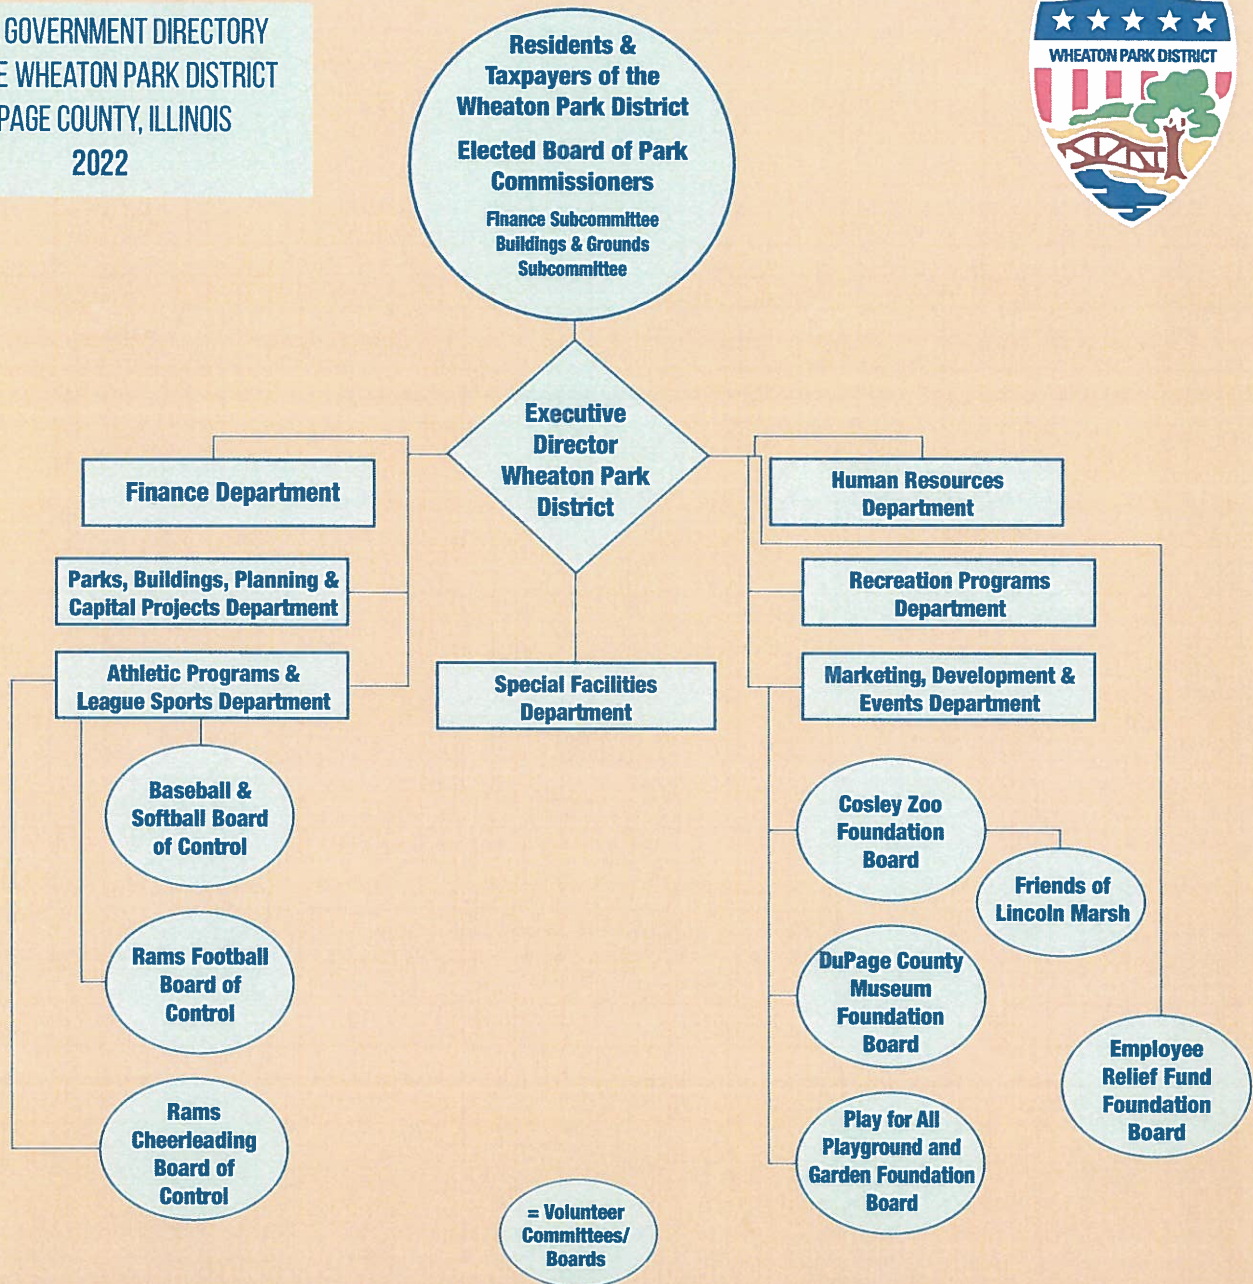 GOVERNMENT DIRECTORY
WHEATON PARK DISTRICT
PAGE COUNTY, ILLINOIS
2022
Residents &
Taxpayers of the
Wheaton Park District
Elected Board of Park
Commissioners
Finance Subcommittee
Buildings & Grounds
Subcommittee
WHEATON PARK DISTRICT
Executive
Director
Wheaton Park
District
Finance Department
Human Resources
Department
Parks, Buildings, Planning &
Capital Projects Department
Recreation Programs
Department
Athletic Programs &
League Sports Department
Special Facilities
Department
Marketing, Development &
Events Department
Baseball &
Softball Board
of Control
Cosley Zoo
Foundation
Board
Friends of
Lincoln Marsh
Rams Football
Board of
Control
DuPage County
Museum
Foundation
Board
Employee
Relief Fund
Foundation
Board
Rams
Cheerleading
Board of
Control
Play for All
Playground and
Garden Foundation
Board
= Volunteer
Committees/
Boards